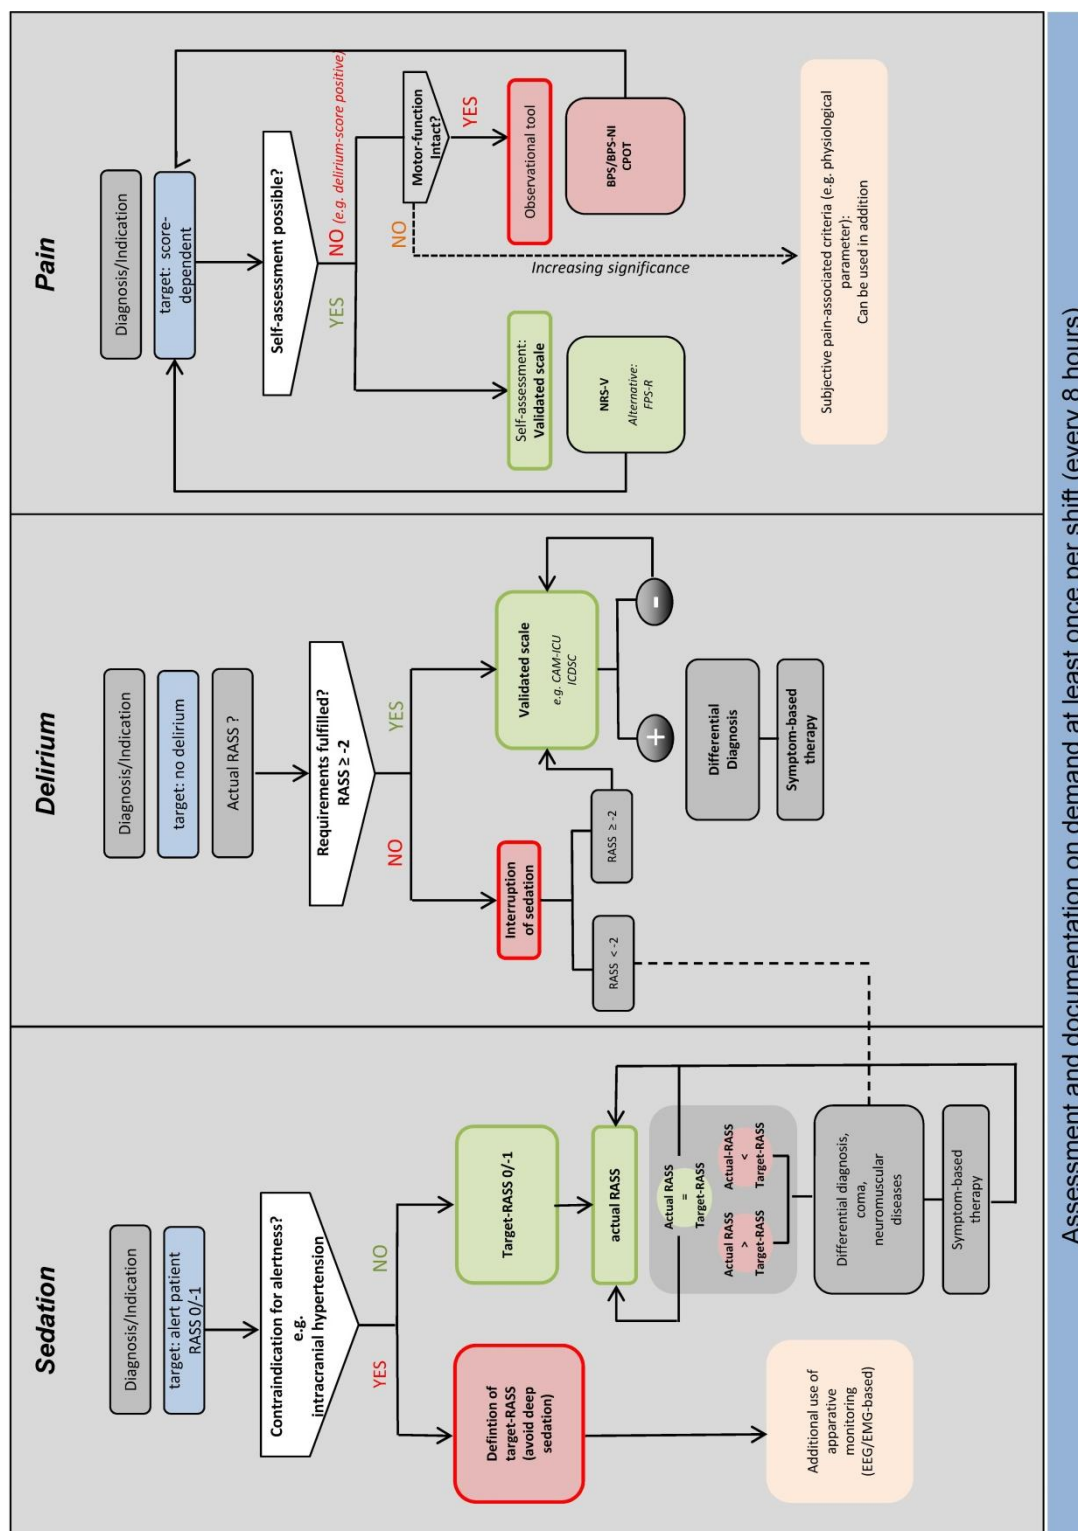 Sedation
Diagnosis/Indication
target: alert patient
RASS 0/-1
Contraindication for alertness?
e.g.
intracranial hypertension
YES
NO
Defintion of
target-RASS
(avoid deep
sedation)
Additional use of
apparative
monitoring
(EEG/EMG-based)
Target-RASS 0/-1
actual RASS
Actual RASS
=
Target-RASS
Actual RASS
>
Target-RASS
Actual-RASS
<
Target-RASS
Differential diagnosis,
coma,
neuromuscular
diseases
Symptom-based
therapy
Delirium
Diagnosis/Indication
target: no delirium
Actual RASS ?
Requirements fulfilled?
RASS ≥ -2
NO
YES
Interruption
of sedation
RASS < -2
RASS ≥ -2
Validated scale
e.g. CAM-ICU
ICDSC
+
-
Differential
Diagnosis
Symptom-based
therapy
Pain
Diagnosis/Indication
target: score-
dependent
Self-assessment possible?
YES
NO (e.g. delirium-score positive)
Self-assessment:
Validated scale
NRS-V
Alternative:
FPS-R
Motor-function
Intact?
NO
YES
Observational tool
BPS/BPS-NI
CPOT
Increasing significance
Subjective pain-associated criteria (e.g. physiological
parameter):
Can be used in addition
Assessment and documentation on demand at least once per shift (every 8 hours)